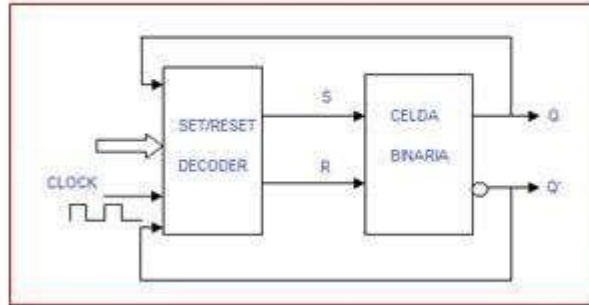 S
SET/RESET
DECODER
CLOCK
R
CELDA
BINARIA
Q
Q'